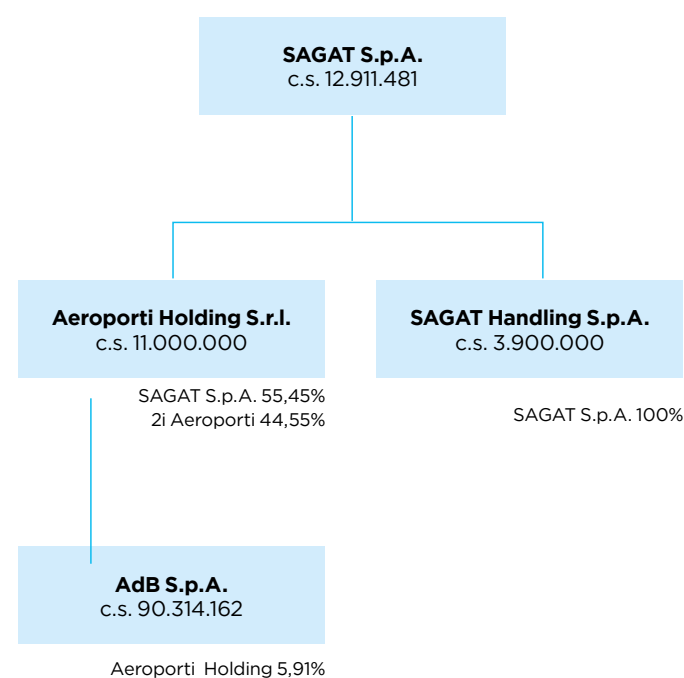 SAGAT S.p.A.
c.s. 12.911.481
Aeroporti Holding S.r.l.
c.s. 11.000.000
SAGAT S.p.A. 55,45%
2i Aeroporti 44,55%
SAGAT Handling S.p.A.
c.s. 3.900.000
SAGAT S.p.A. 100%
AdB S.p.A.
c.s. 90.314.162
Aeroporti Holding 5,91%